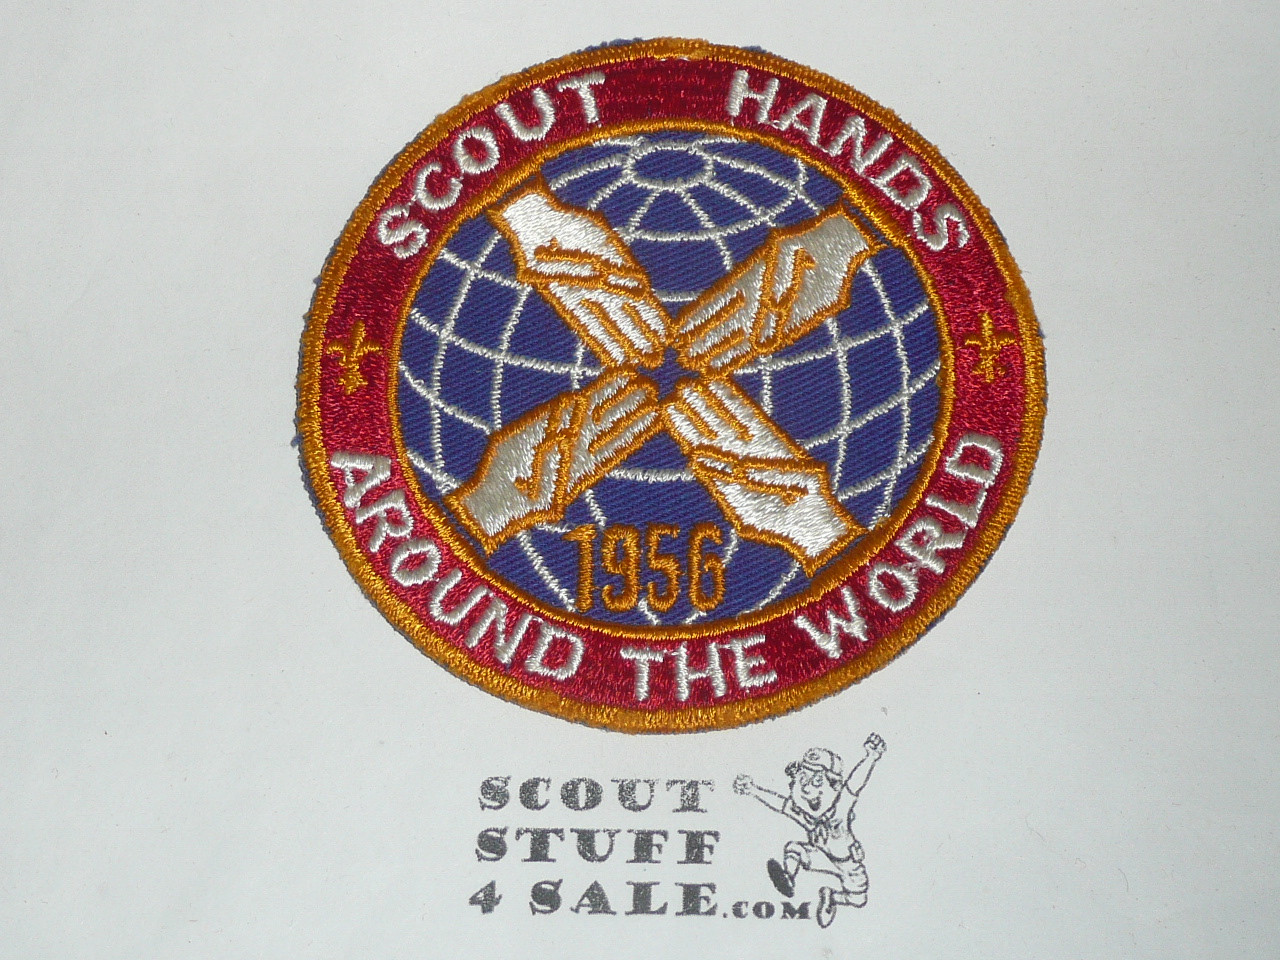 SCOUT HANDS
AROUND THE WORLD
1956
SCOUT
STUFF
4 SALE.COM